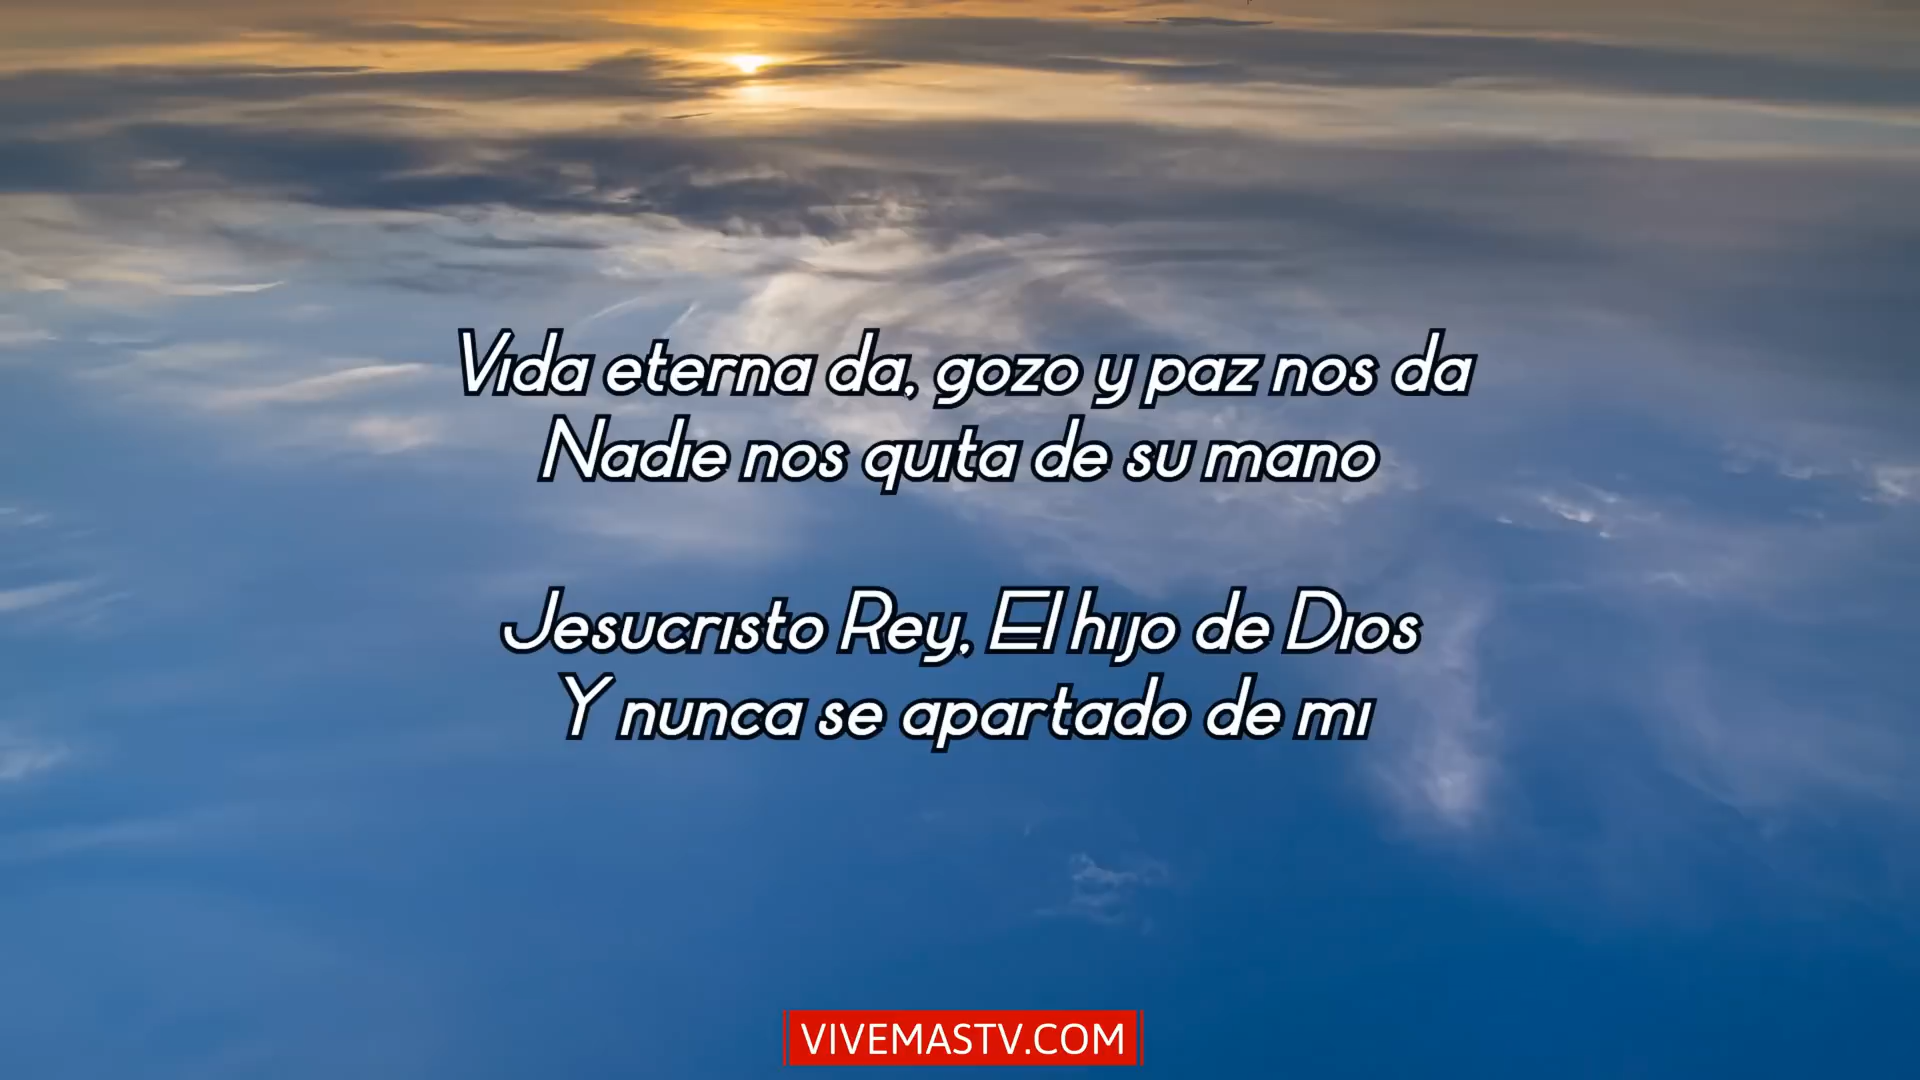 Vida eterna da, gozo y paz nos da
Nadie nos quita de su mano
Jesucristo Rey, El hijo de Dios
Y nunca se apartado de mi
VIVEMASTV.COM